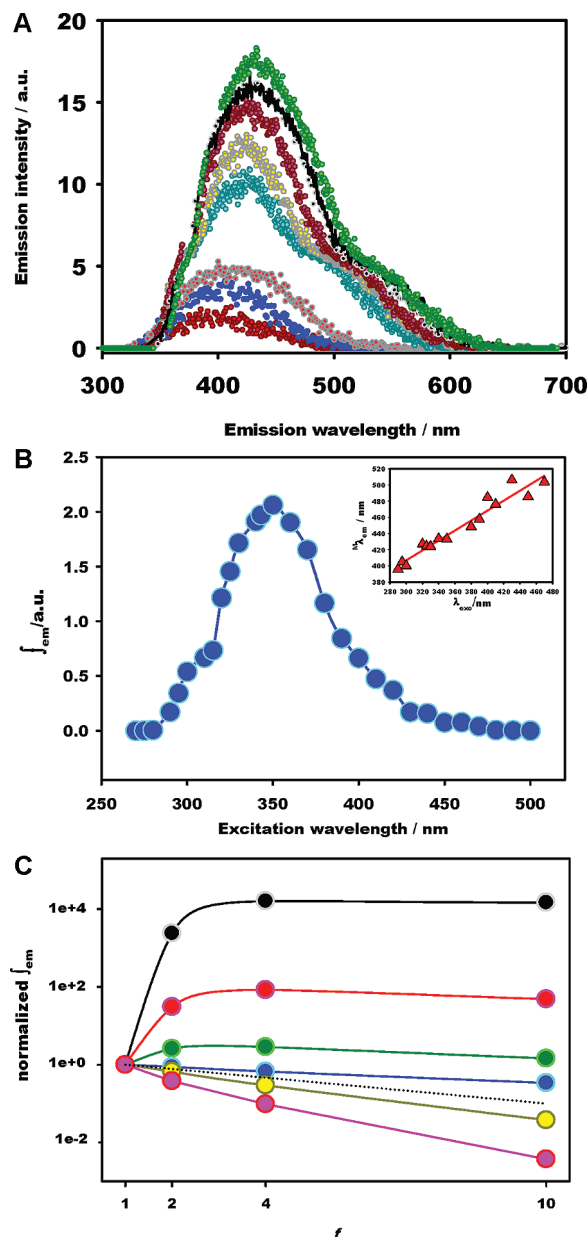 A
20
15
10
5
0
Emission intensity / a.u.
300 400 500 600 700
Emission wavelength / nm
B
2.5
2.0
1.5
1.0
0.5
0.0
∫em/a.u.
250 300 350 400 450 500
Excitation wavelength / nm
520
500
480
460
440
420
400
380
280 300 320 340 360 380 400 420 440 460 480
λexc/nm
C
1e+4
1e+2
1e+0
1e-2
normalized ∫em
1 2 4 10
f